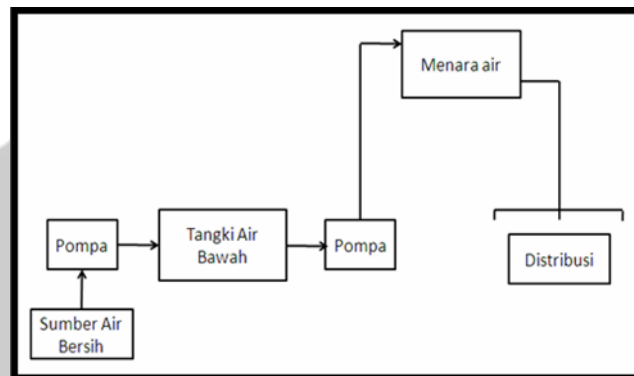 Menara air
Pompa
Tangki Air
Bawah
Pompa
Distribusi
Sumber Air
Bersih